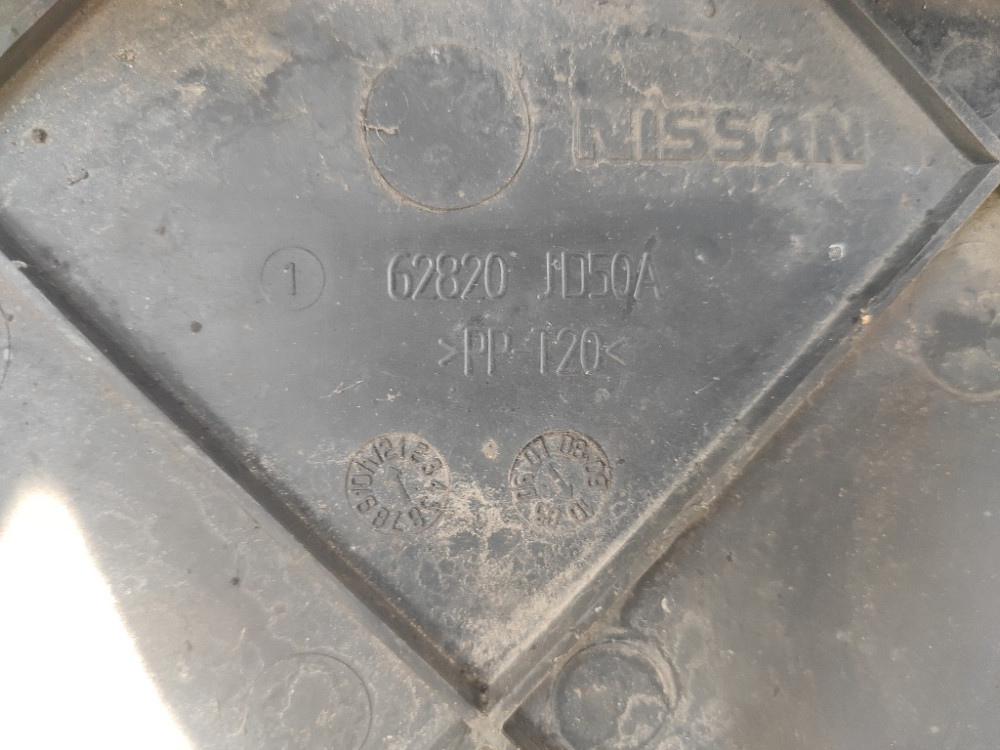 NISSAN
1 62820 JD50A
>PP-T20<